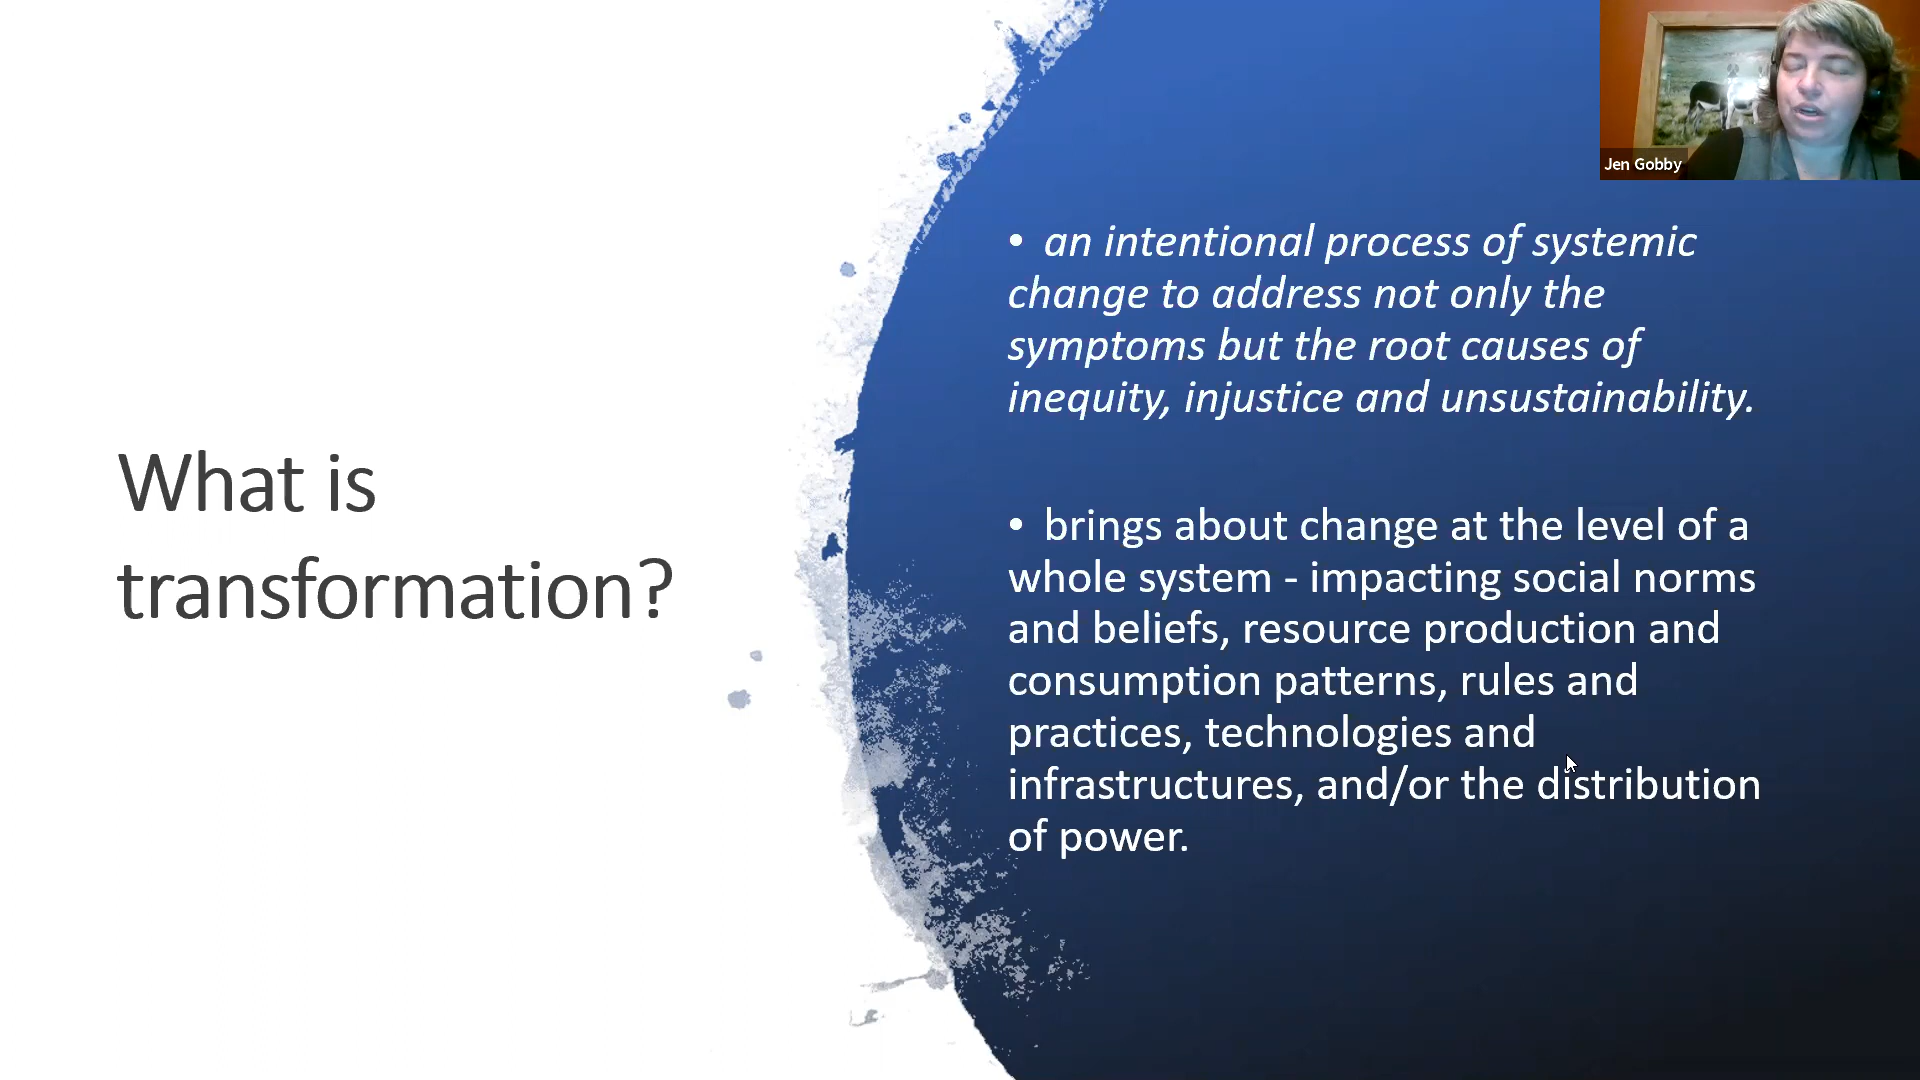 Jen Gobby
What is
transformation?
• an intentional process of systemic
change to address not only the
symptoms but the root causes of
inequity, injustice and unsustainability.
• brings about change at the level of a
whole system - impacting social norms
and beliefs, resource production and
consumption patterns, rules and
practices, technologies and
infrastructures, and/or the distribution
of power.